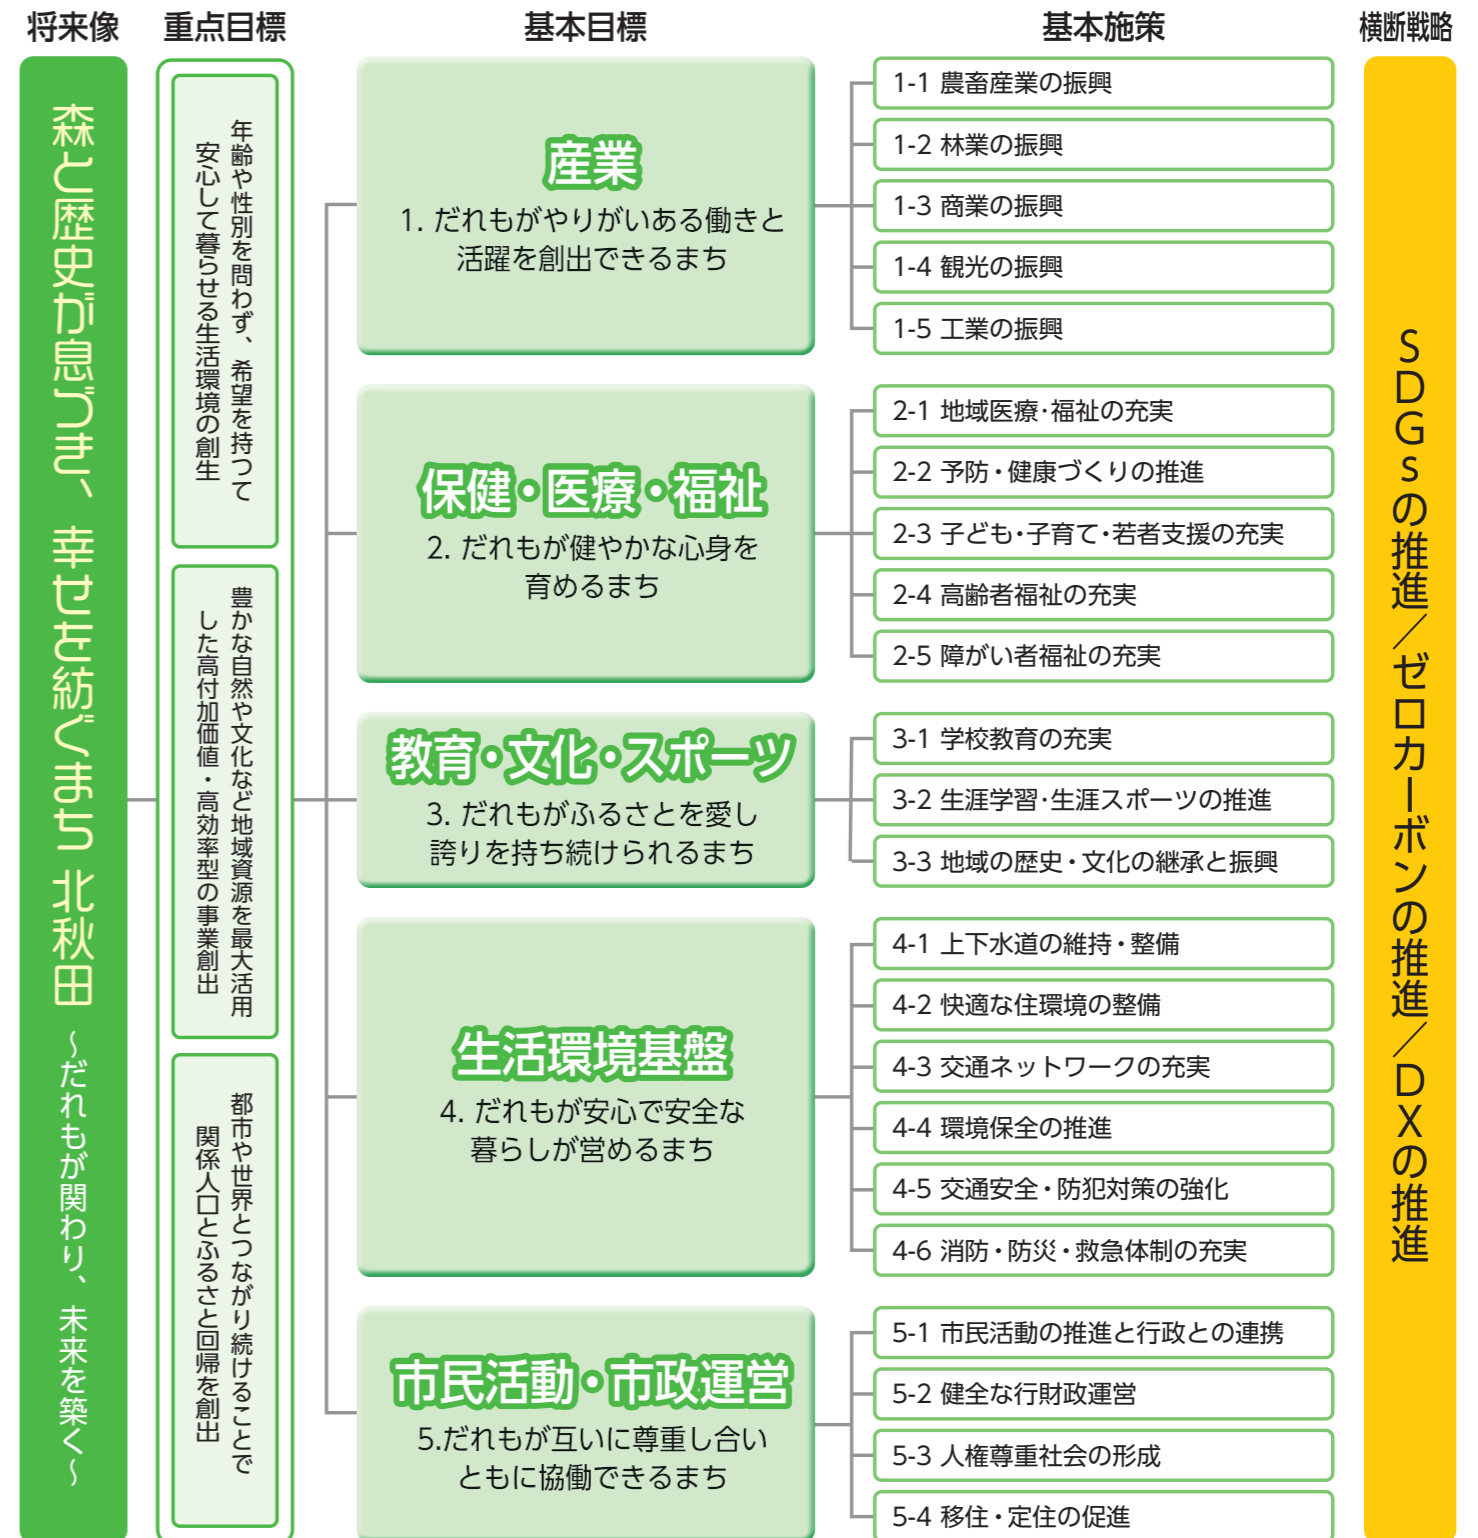 将来像
重点目標
基本目標
基本施策
横断戦略
森と歴史が息づき、幸せを紡ぐまち 北秋田 ～だれもが関わり、未来を築く～
年齢や性別を問わず、希望を持つて
安心して暮らせる生活環境の創生
豊かな自然や文化など地域資源を最大活用
した高付加価値・高効率型の事業創出
都市や世界とつながり続けることで
関係人口とふるさと回帰を創出
産業
1. だれもがやりがいある働きと
活躍を創出できるまち
1-1 農畜産業の振興
1-2 林業の振興
1-3 商業の振興
1-4 観光の振興
1-5 工業の振興
保健・医療・福祉
2. だれもが健やかな心身を
育めるまち
2-1 地域医療・福祉の充実
2-2 予防・健康づくりの推進
2-3 子ども・子育て・若者支援の充実
2-4 高齢者福祉の充実
2-5 障がい者福祉の充実
教育・文化・スポーツ
3. だれもがふるさとを愛し
誇りを持ち続けられるまち
3-1 学校教育の充実
3-2 生涯学習・生涯スポーツの推進
3-3 地域の歴史・文化の継承と振興
生活環境基盤
4. だれもが安心で安全な
暮らしが営めるまち
4-1 上下水道の維持・整備
4-2 快適な住環境の整備
4-3 交通ネットワークの充実
4-4 環境保全の推進
4-5 交通安全・防犯対策の強化
4-6 消防・防災・救急体制の充実
市民活動・市政運営
5.だれもが互いに尊重し合い
ともに協働できるまち
5-1 市民活動の推進と行政との連携
5-2 健全な行財政運営
5-3 人権尊重社会の形成
5-4 移住・定住の促進
SDGsの推進／ゼロカーボンの推進／DXの推進